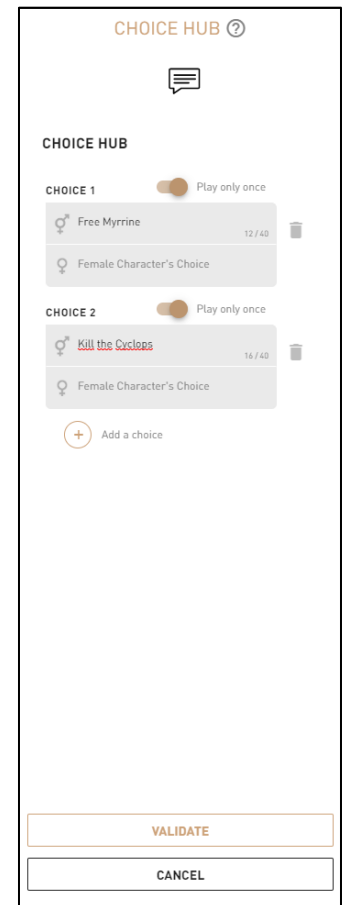 CHOICE HUB ?
CHOICE HUB
CHOICE 1 Play only once
Free Myrrine 12/40
Female Character's Choice
CHOICE 2 Play only once
Kill the Cyclops 16/40
Female Character's Choice
+ Add a choice
VALIDATE
CANCEL